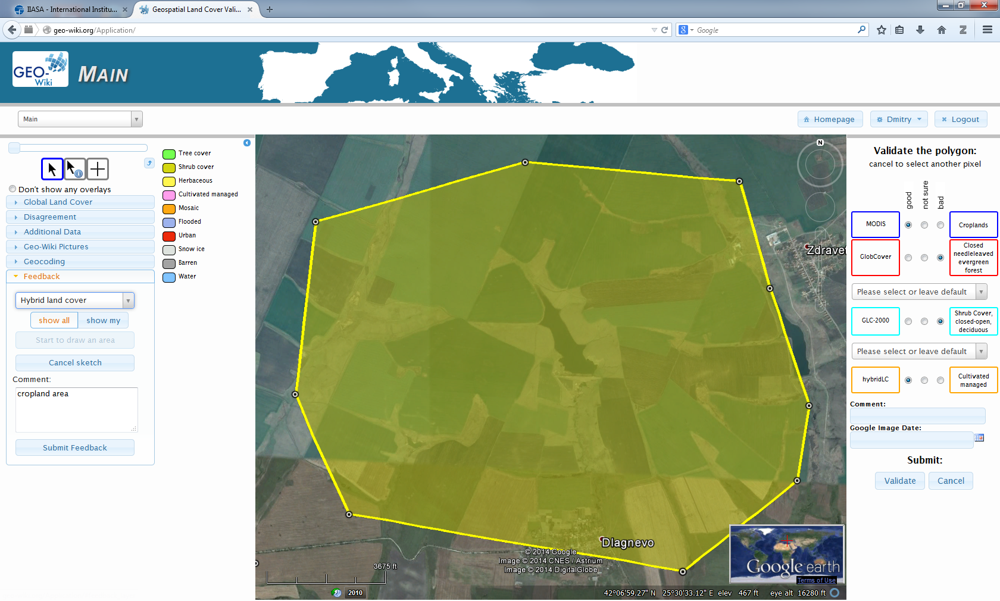 IIASA - International Institu...
Geospatial Land Cover Vali...
geo-wiki.org/Application/
Google
GEO-
Wiki
MAIN
Main
Homepage
Dmitry
Logout
Don't show any overlays
Global Land Cover
Disagreement
Additional Data
Geo-Wiki Pictures
Geocoding
Feedback
Hybrid land cover
show all
show my
Start to draw an area
Cancel sketch
Comment:
cropland area
Submit Feedback
Tree cover
Shrub cover
Herbaceous
Cultivated managed
Mosaic
Flooded
Urban
Snow ice
Barren
Water
N
Zdravet
Dlagnevo
© 2014 Google
Image © 2014 CNES / Astrium
Image © 2014 DigitalGlobe
3675 ft
2010
Google earth
Terms of Use
42°06'59.27" N 25°30'33.12" E elev 467 ft eye alt 16280 ft
Validate the polygon:
cancel to select another pixel
good
not sure
bad
MODIS
Croplands
GlobCover
Closed
needleleaved
evergreen
forest
Please select or leave default
GLC-2000
Shrub Cover,
closed-open,
deciduous
Please select or leave default
hybridLC
Cultivated
managed
Comment:
Google Image Date:
Submit:
Validate
Cancel